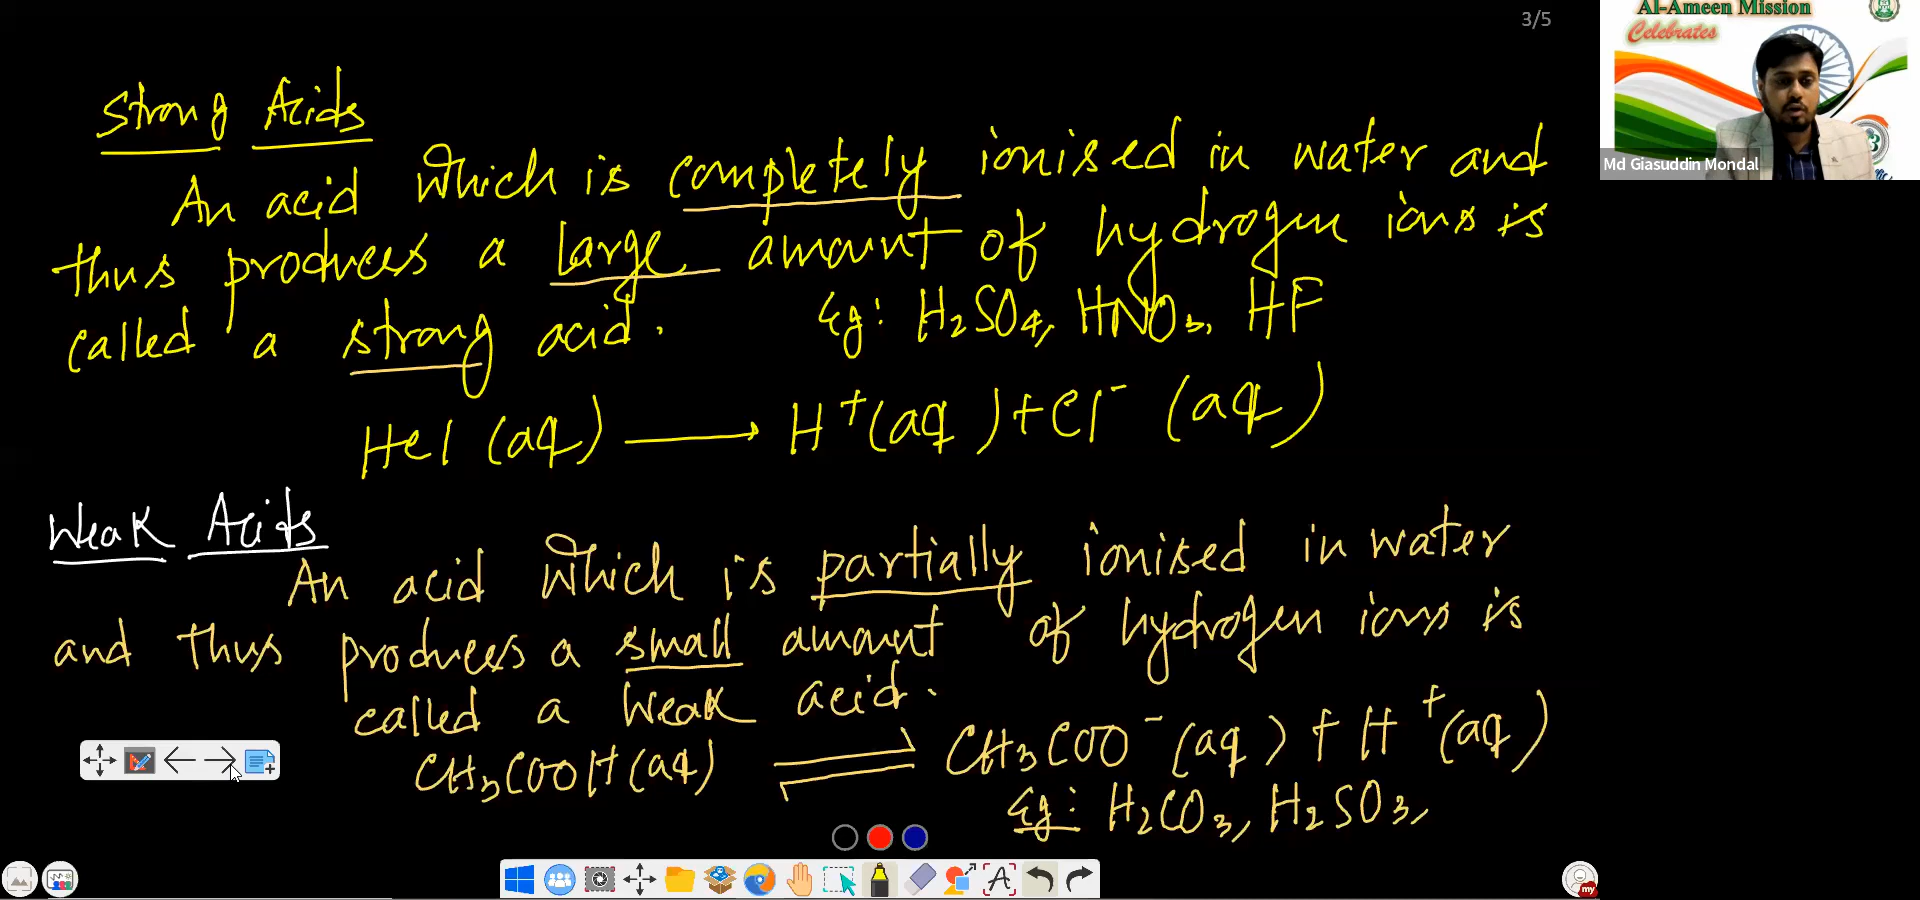 3/5
Al-Ameen Mission
Celebrates
Md Giasuddin Mondal
Strong Acids
An acid which is completely ionised in water and
thus produces a large amount of hydrogen ions is
called a strong acid. Eg: H₂SO₄, HNO₃, HF
HCl (aq) ⟶ H⁺(aq) + Cl⁻ (aq)
Weak Acids
An acid which is partially ionised in water
and thus produces a small amount of hydrogen ions is
called a weak acid.
CH₃COOH(aq) ⇌ CH₃COO⁻(aq) + H⁺(aq)
Eg: H₂CO₃, H₂SO₃,
my